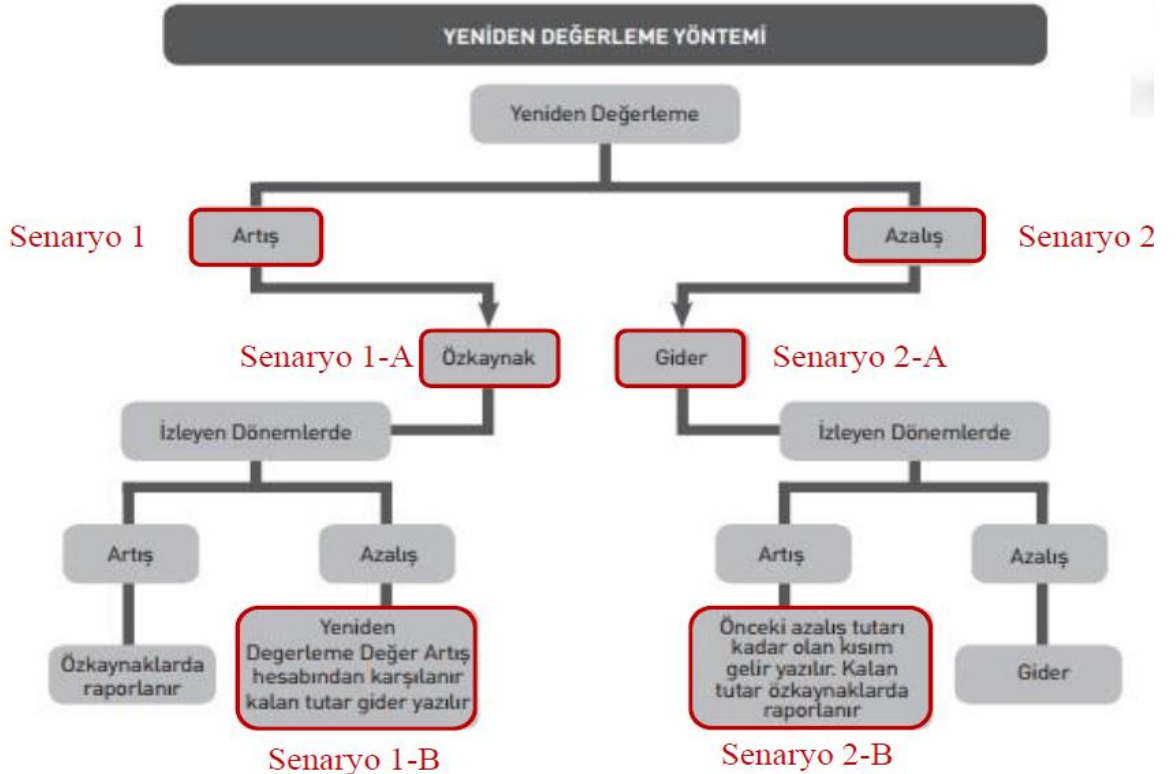 YENİDEN DEĞERLEME YÖNTEMİ
Yeniden Değerleme
Senaryo 1
Artış
Azalış
Senaryo 2
Senaryo 1-A
Özkaynak
Gider
Senaryo 2-A
İzleyen Dönemlerde
İzleyen Dönemlerde
Artış
Azalış
Artış
Azalış
Özkaynaklarda
raporlanır
Yeniden
Degerleme Değer Artış
hesabından karşılanır
kalan tutar gider yazılır
Önceki azalış tutarı
kadar olan kısım
gelir yazılır. Kalan
tutar özkaynaklarda
raporlanır
Gider
Senaryo 1-B
Senaryo 2-B